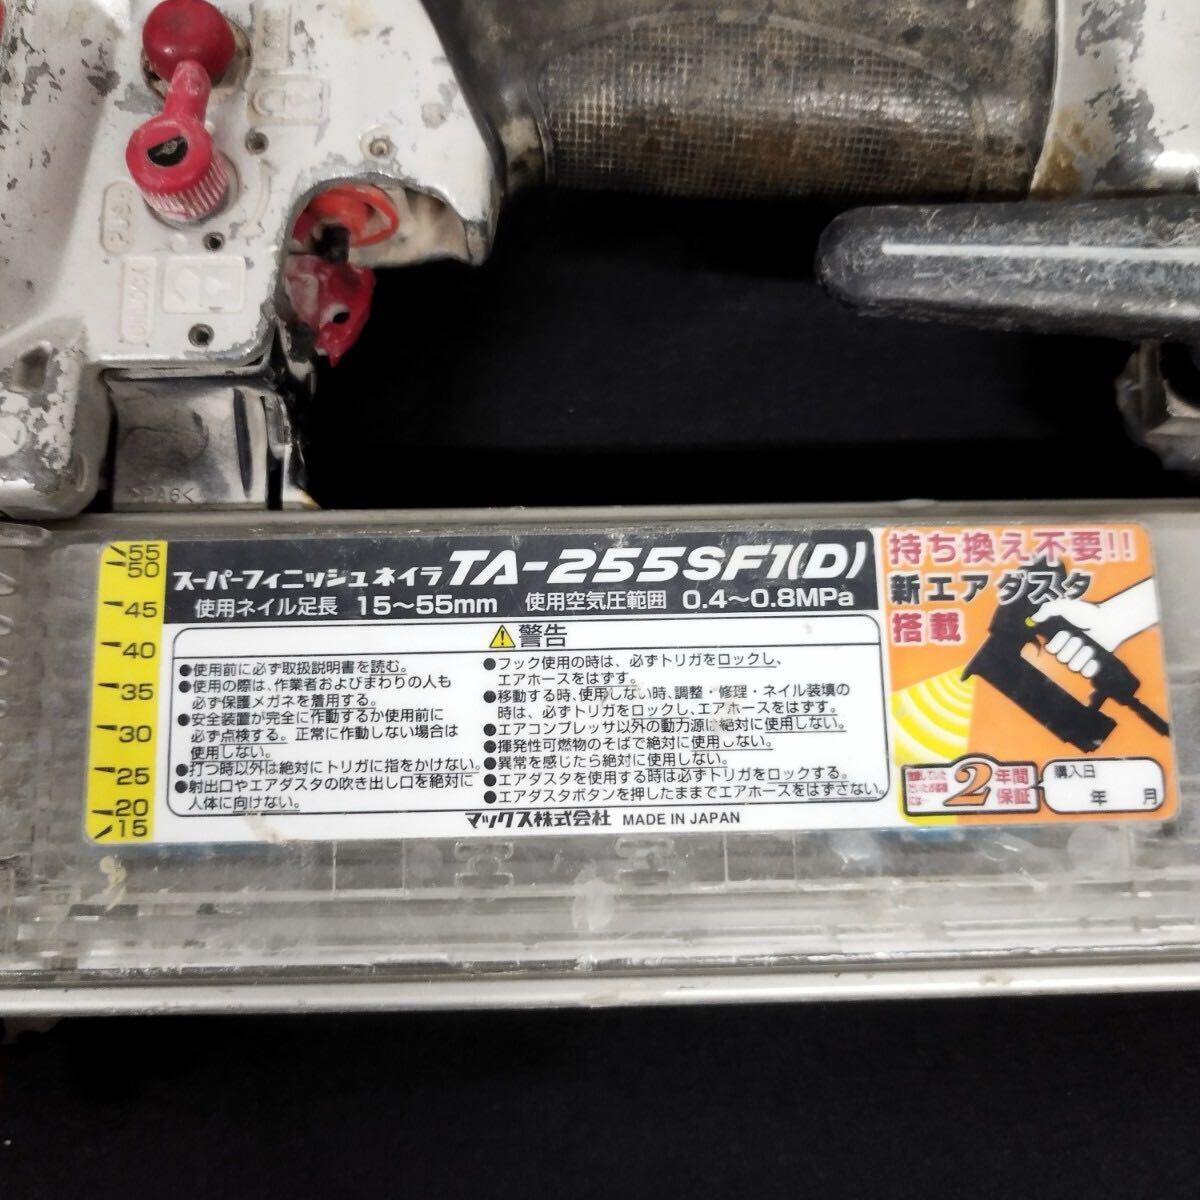 PUSH
UNLOCK
>PA6<
55
50
45
40
35
30
25
20
15
スーパーフィニッシュネイラ TA-255SF1(D)
使用ネイル足長 15〜55mm 使用空気圧範囲 0.4〜0.8MPa
警告
●使用前に必ず取扱説明書を読む。
●使用の際は、作業者およびまわりの人も
必ず保護メガネを着用する。
●安全装置が完全に作動するか使用前に
必ず点検する。正常に作動しない場合は
使用しない。
●打つ時以外は絶対にトリガに指をかけない。
●射出口やエアダスタの吹き出し口を絶対に
人体に向けない。
●フック使用の時は、必ずトリガをロックし、
エアホースをはずす。
●移動する時、使用しない時、調整・修理・ネイル装填の
時は、必ずトリガをロックし、エアホースをはずす。
●エアコンプレッサ以外の動力源は絶対に使用しない。
●揮発性可燃物のそばで絶対に使用しない。
●異常を感じたら絶対に使用しない。
●エアダスタを使用する時は必ずトリガをロックする。
●エアダスタボタンを押したままでエアホースをはずさない。
マックス株式会社 MADE IN JAPAN
持ち換え不要!!
新エアダスタ
搭載
登録していた
だいたお客様
には…
2年間
保証
購入日
年 月